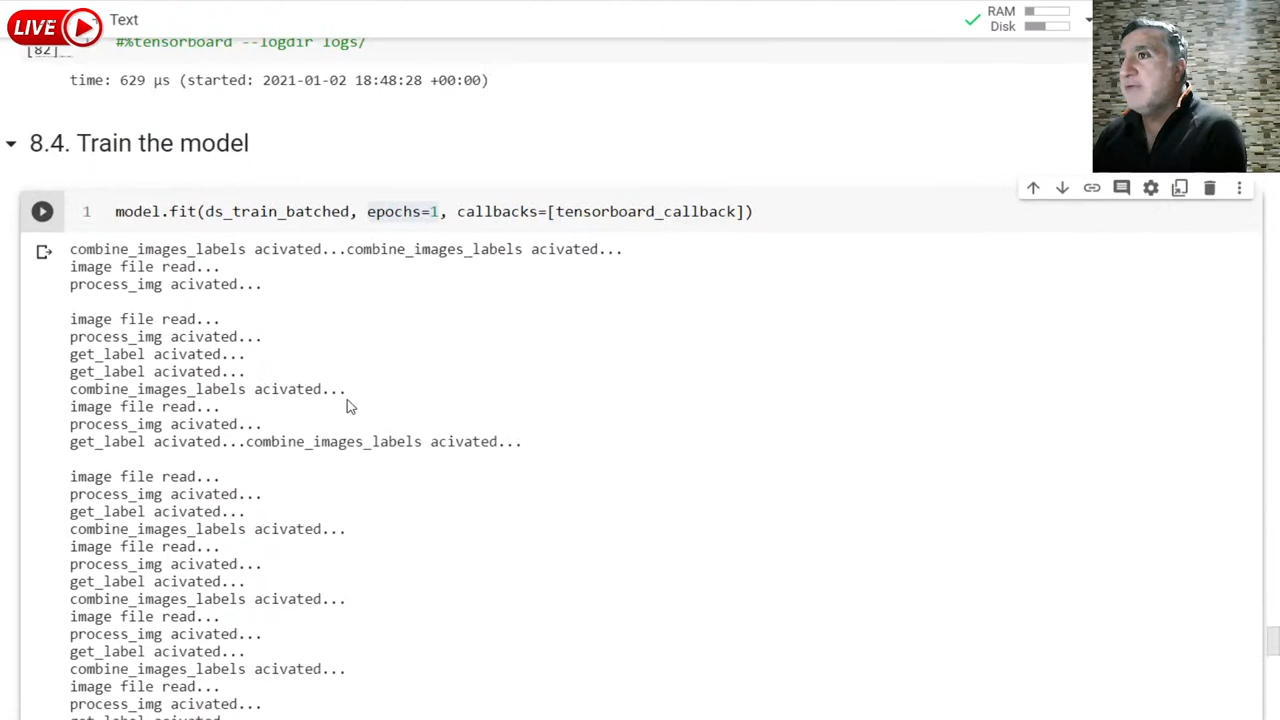 LIVE
Text
RAM
Disk
[82]
#%tensorboard --logdir logs/
time: 629 µs (started: 2021-01-02 18:48:28 +00:00)
8.4. Train the model
1 model.fit(ds_train_batched, epochs=1, callbacks=[tensorboard_callback])
combine_images_labels acivated...combine_images_labels acivated...
image file read...
process_img acivated...
image file read...
process_img acivated...
get_label acivated...
get_label acivated...
combine_images_labels acivated...
image file read...
process_img acivated...
get_label acivated...combine_images_labels acivated...
image file read...
process_img acivated...
get_label acivated...
combine_images_labels acivated...
image file read...
process_img acivated...
get_label acivated...
combine_images_labels acivated...
image file read...
process_img acivated...
get_label acivated...
combine_images_labels acivated...
image file read...
process_img acivated...
get_label acivated